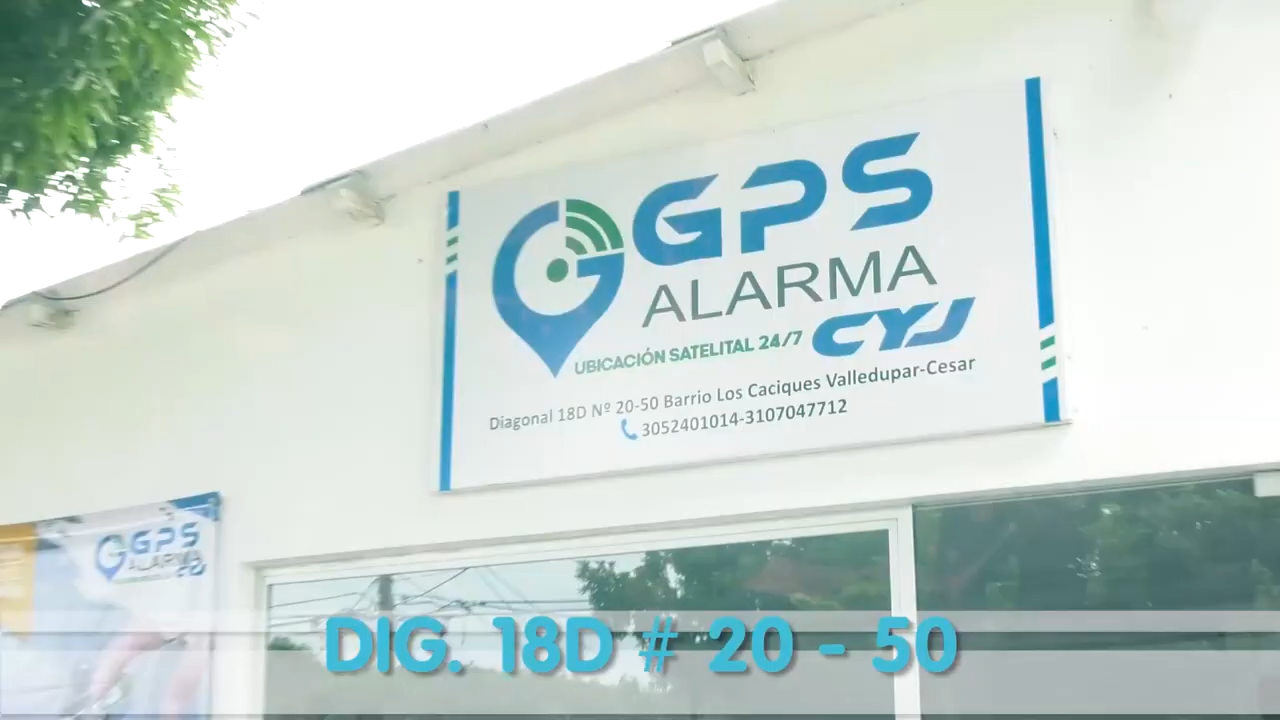 GPS
ALARMA
UBICACIÓN SATELITAL 24/7 CYJ
Diagonal 18D Nº 20-50 Barrio Los Caciques Valledupar-Cesar
3052401014-3107047712
GPS
ALARMA
DIG. 18D # 20 - 50